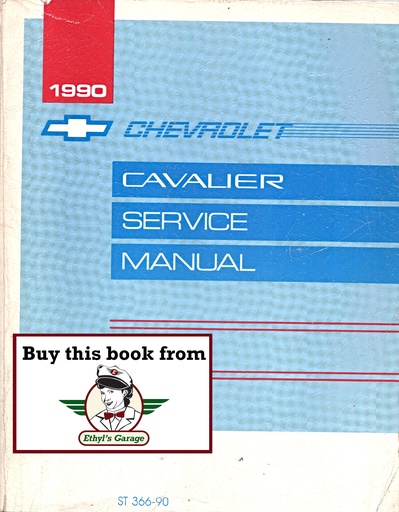 1990
CHEVROLET
CAVALIER
SERVICE
MANUAL
Buy this book from
G
Ethyl's Garage
ST 366-90